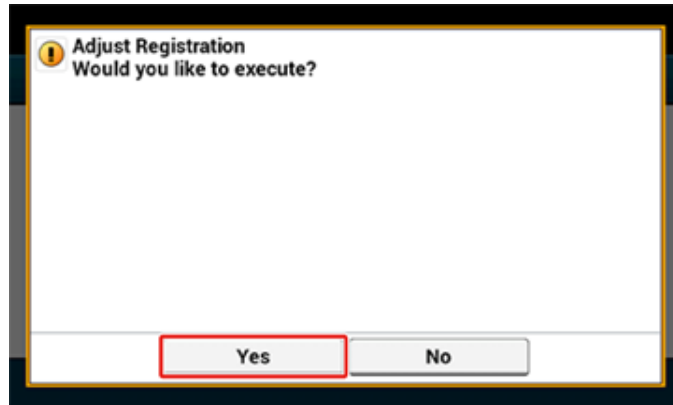 Adjust Registration
Would you like to execute?
Yes
No